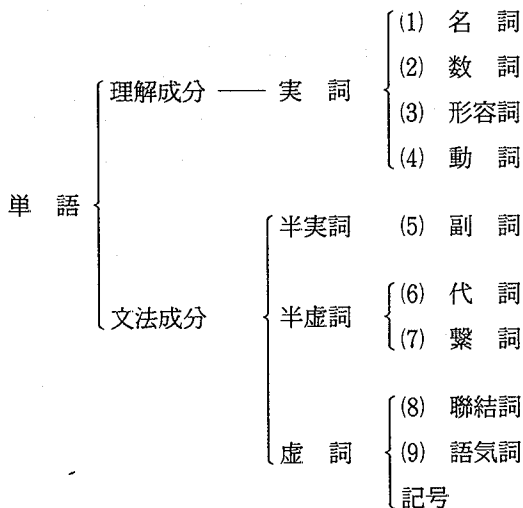 (1) 名詞
(2) 数詞
理解成分 ―― 実詞
(3) 形容詞
(4) 動詞
単語
半実詞 (5) 副詞
文法成分
半虚詞
(6) 代詞
(7) 繋詞
(8) 聯結詞
虚詞
(9) 語気詞
記号